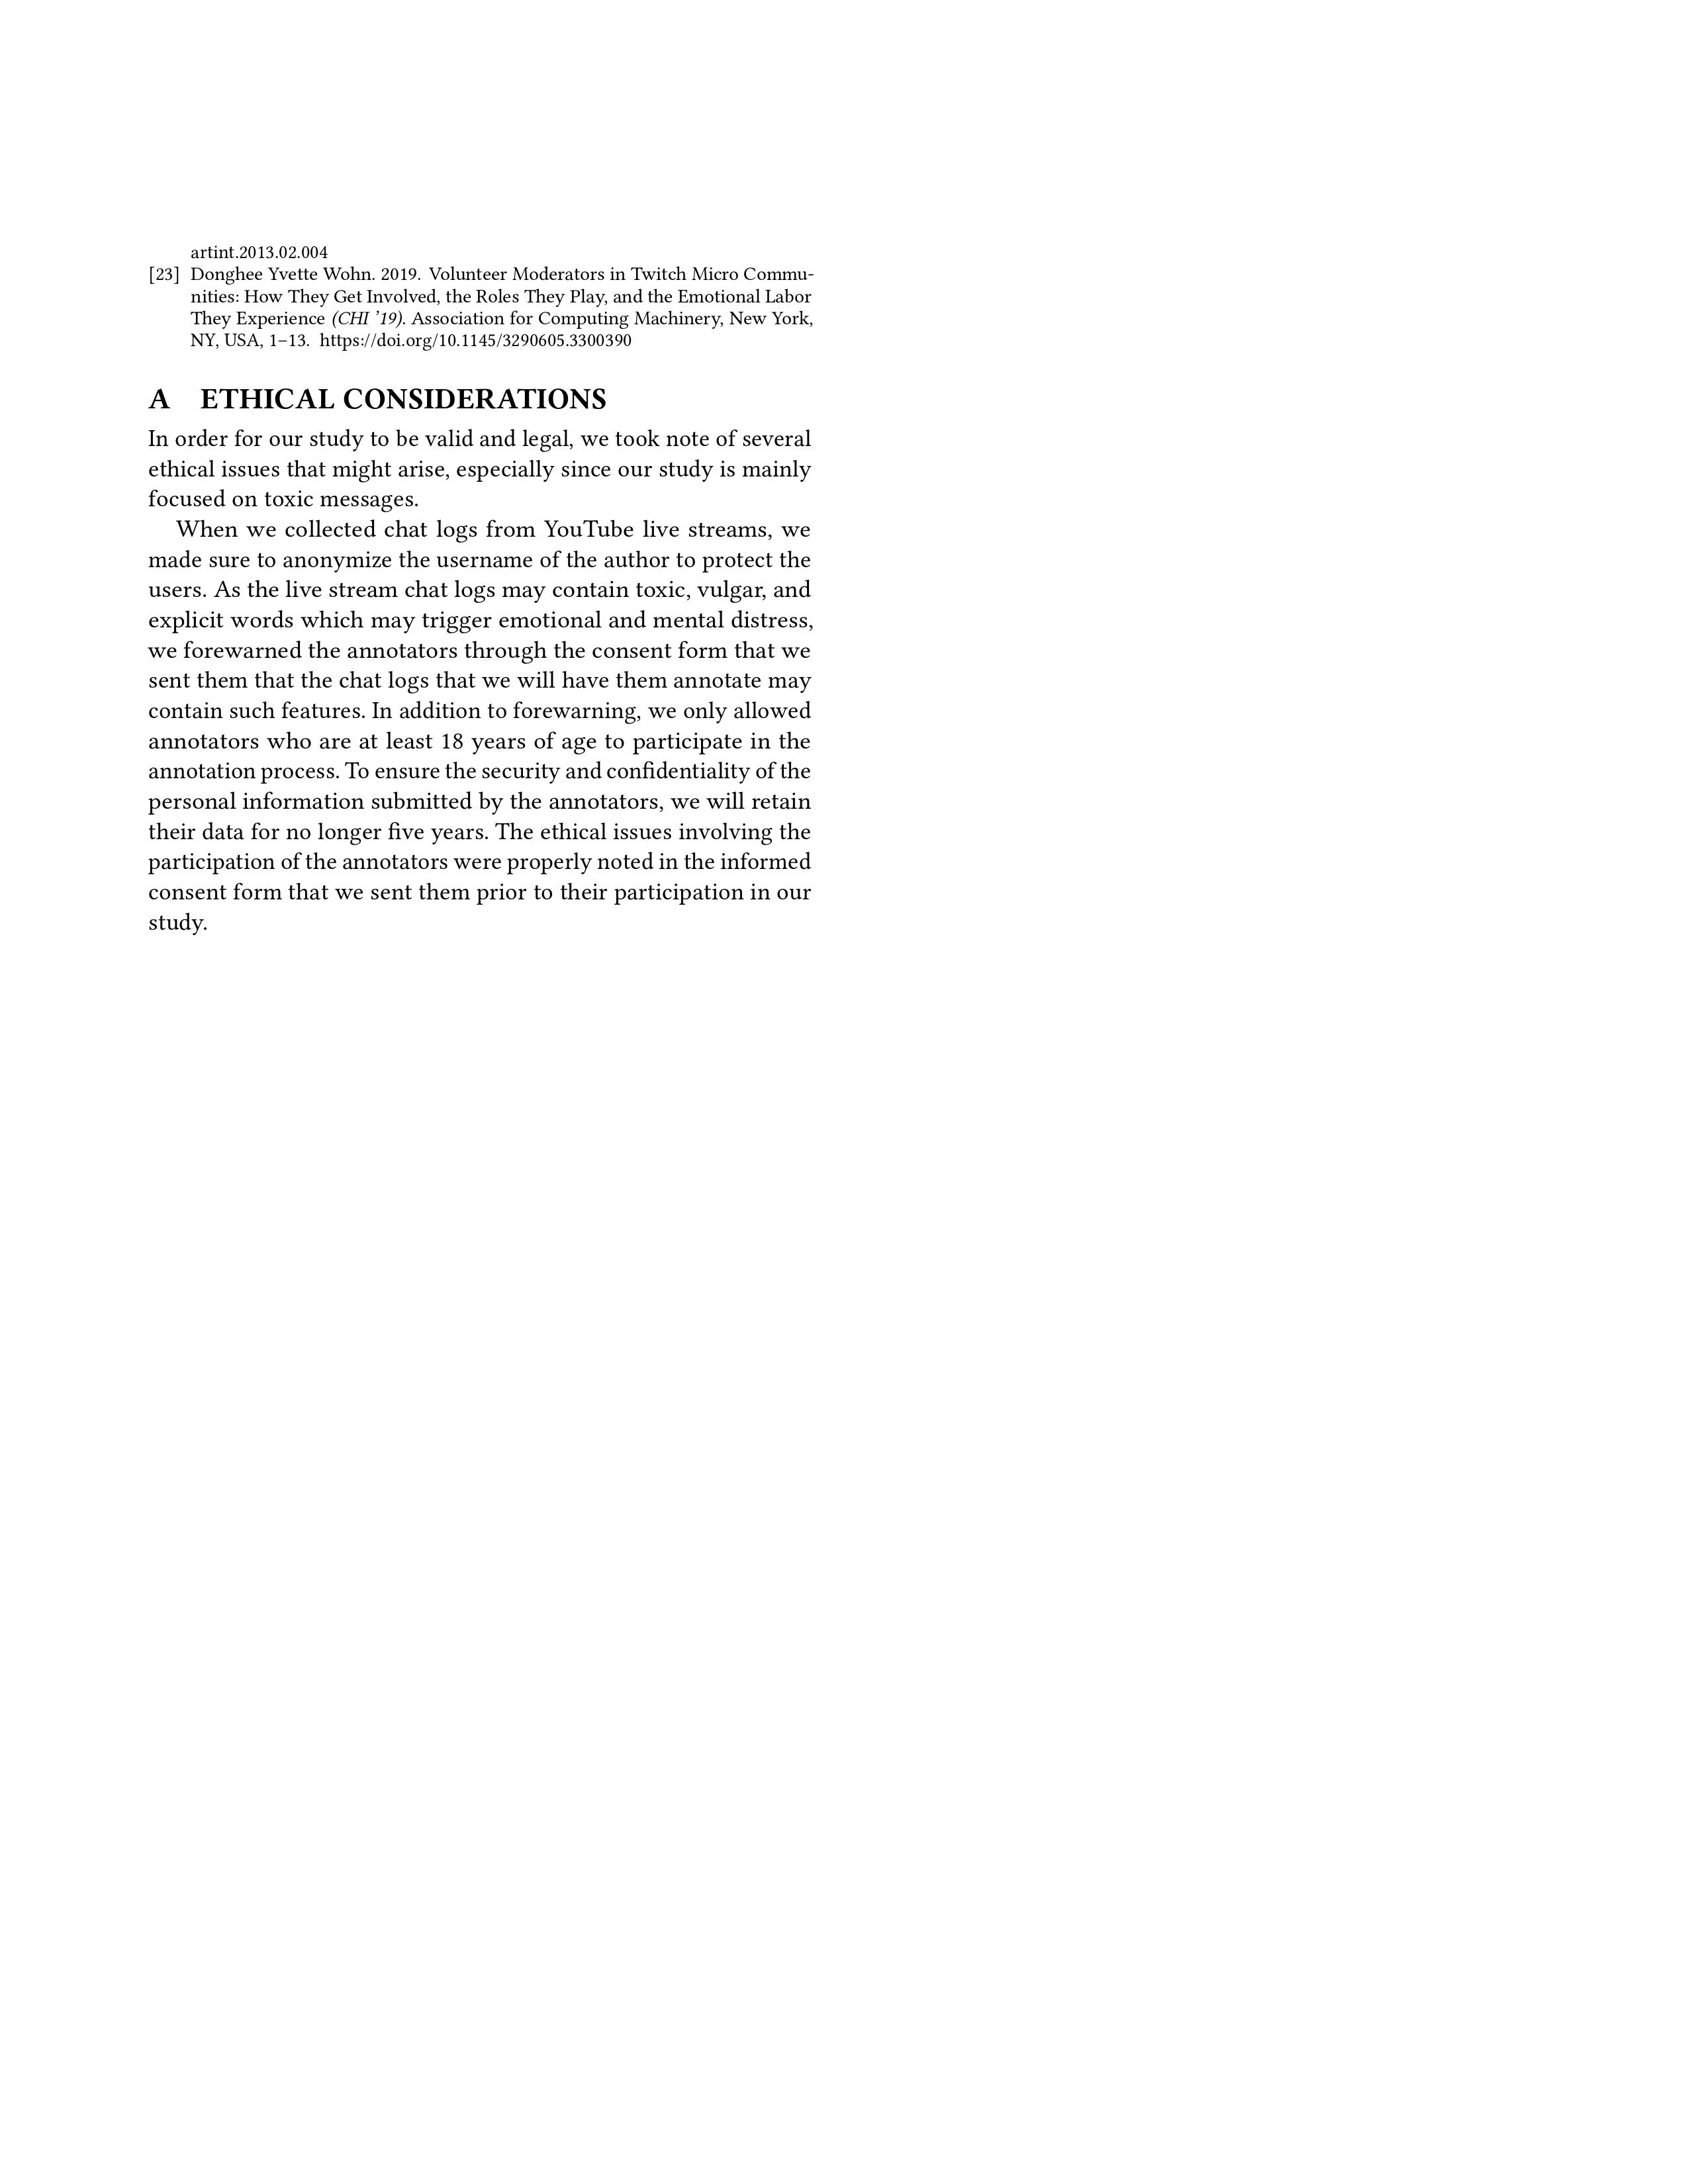 artint.2013.02.004
[23] Donghee Yvette Wohn. 2019. Volunteer Moderators in Twitch Micro Commu-
nities: How They Get Involved, the Roles They Play, and the Emotional Labor
They Experience (CHI ’19). Association for Computing Machinery, New York,
NY, USA, 1–13. https://doi.org/10.1145/3290605.3300390
A ETHICAL CONSIDERATIONS
In order for our study to be valid and legal, we took note of several
ethical issues that might arise, especially since our study is mainly
focused on toxic messages.
When we collected chat logs from YouTube live streams, we
made sure to anonymize the username of the author to protect the
users. As the live stream chat logs may contain toxic, vulgar, and
explicit words which may trigger emotional and mental distress,
we forewarned the annotators through the consent form that we
sent them that the chat logs that we will have them annotate may
contain such features. In addition to forewarning, we only allowed
annotators who are at least 18 years of age to participate in the
annotation process. To ensure the security and confidentiality of the
personal information submitted by the annotators, we will retain
their data for no longer five years. The ethical issues involving the
participation of the annotators were properly noted in the informed
consent form that we sent them prior to their participation in our
study.